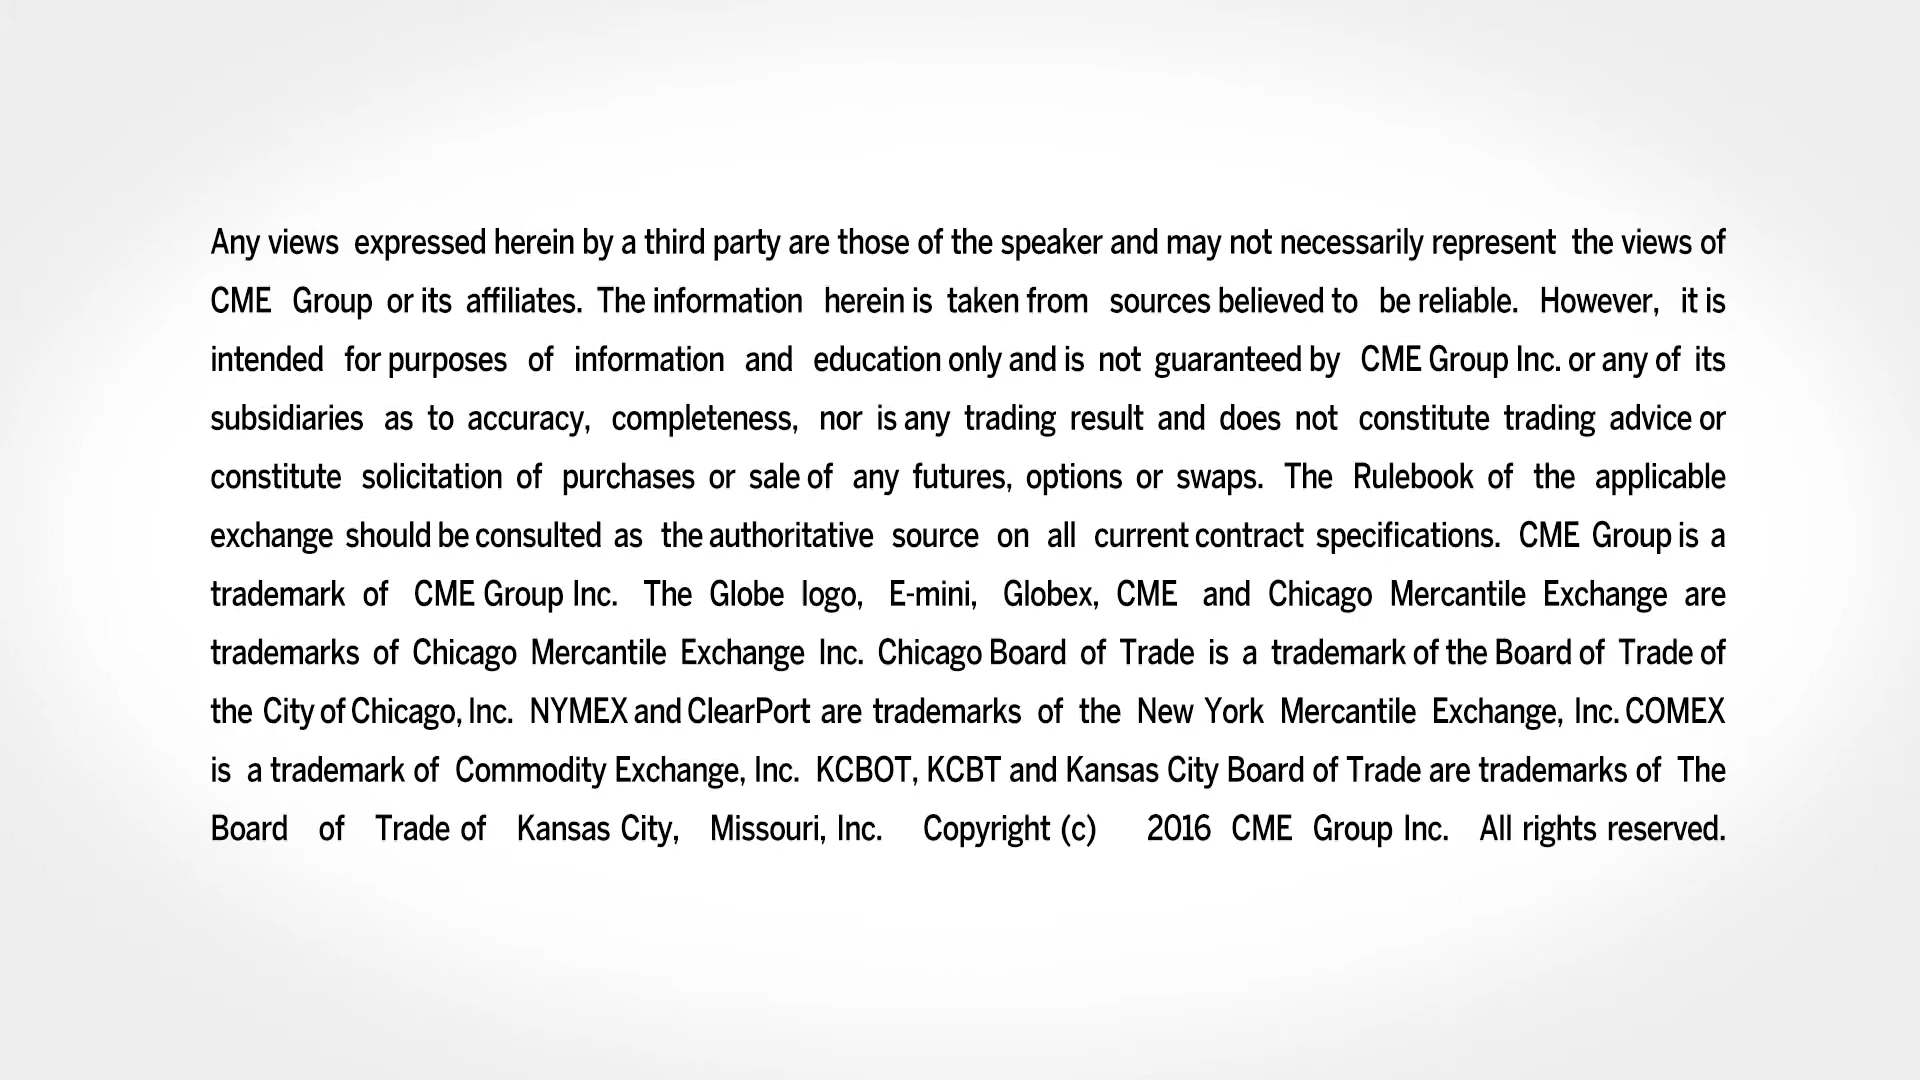 Any views expressed herein by a third party are those of the speaker and may not necessarily represent the views of
CME Group or its affiliates. The information herein is taken from sources believed to be reliable. However, it is
intended for purposes of information and education only and is not guaranteed by CME Group Inc. or any of its
subsidiaries as to accuracy, completeness, nor is any trading result and does not constitute trading advice or
constitute solicitation of purchases or sale of any futures, options or swaps. The Rulebook of the applicable
exchange should be consulted as the authoritative source on all current contract specifications. CME Group is a
trademark of CME Group Inc. The Globe logo, E-mini, Globex, CME and Chicago Mercantile Exchange are
trademarks of Chicago Mercantile Exchange Inc. Chicago Board of Trade is a trademark of the Board of Trade of
the City of Chicago, Inc. NYMEX and ClearPort are trademarks of the New York Mercantile Exchange, Inc. COMEX
is a trademark of Commodity Exchange, Inc. KCBOT, KCBT and Kansas City Board of Trade are trademarks of The
Board of Trade of Kansas City, Missouri, Inc. Copyright (c) 2016 CME Group Inc. All rights reserved.